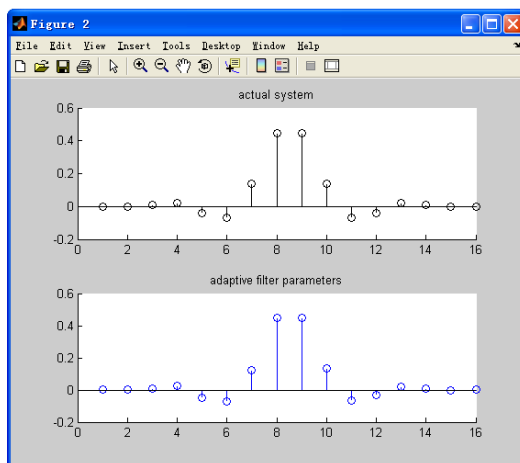 Figure 2
File Edit View Insert Tools Desktop Window Help
actual system
0.6
0.4
0.2
0
-0.2
0 2 4 6 8 10 12 14 16
adaptive filter parameters
0.6
0.4
0.2
0
-0.2
0 2 4 6 8 10 12 14 16